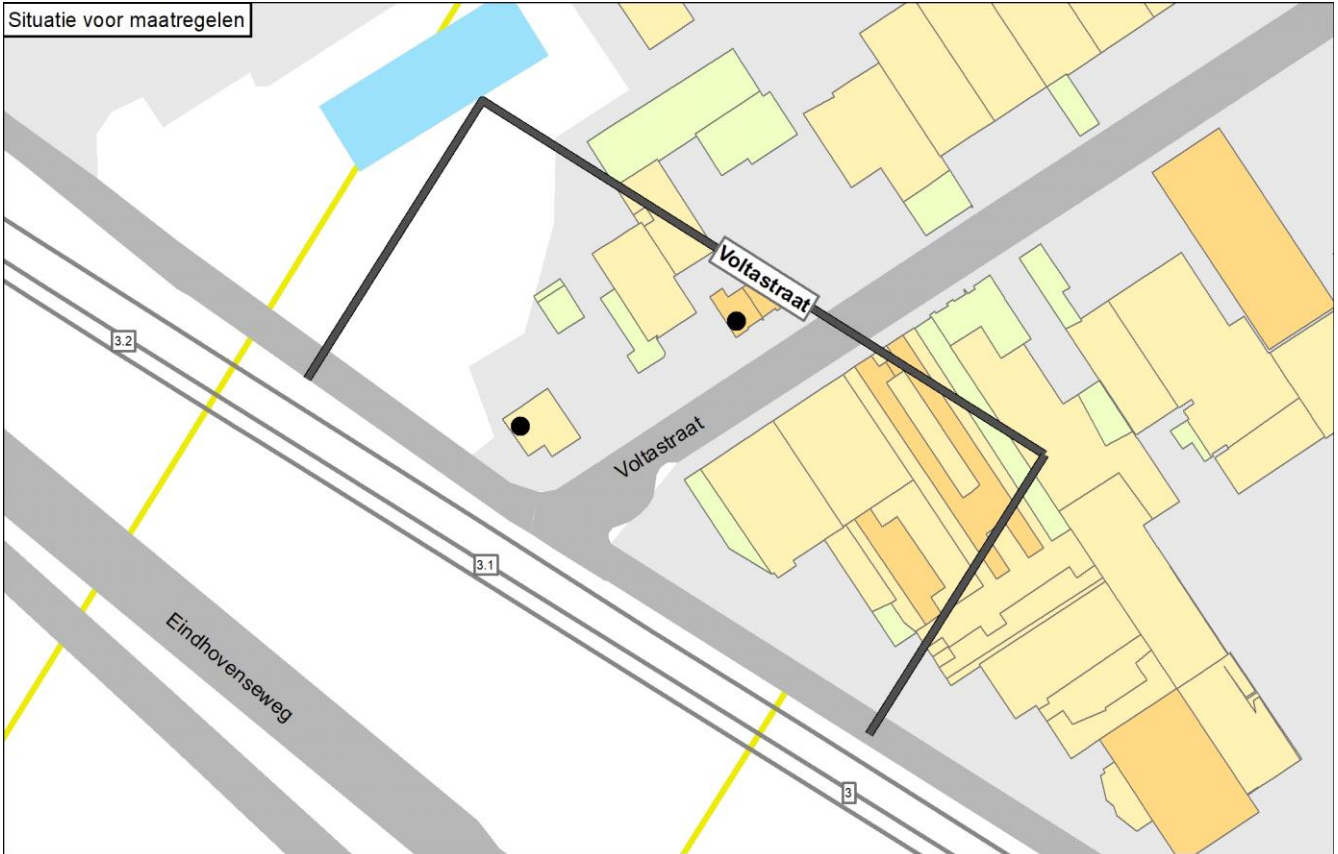 Situatie voor maatregelen
Voltastraat
3.2
Voltastraat
3.1
Eindhovenseweg
3